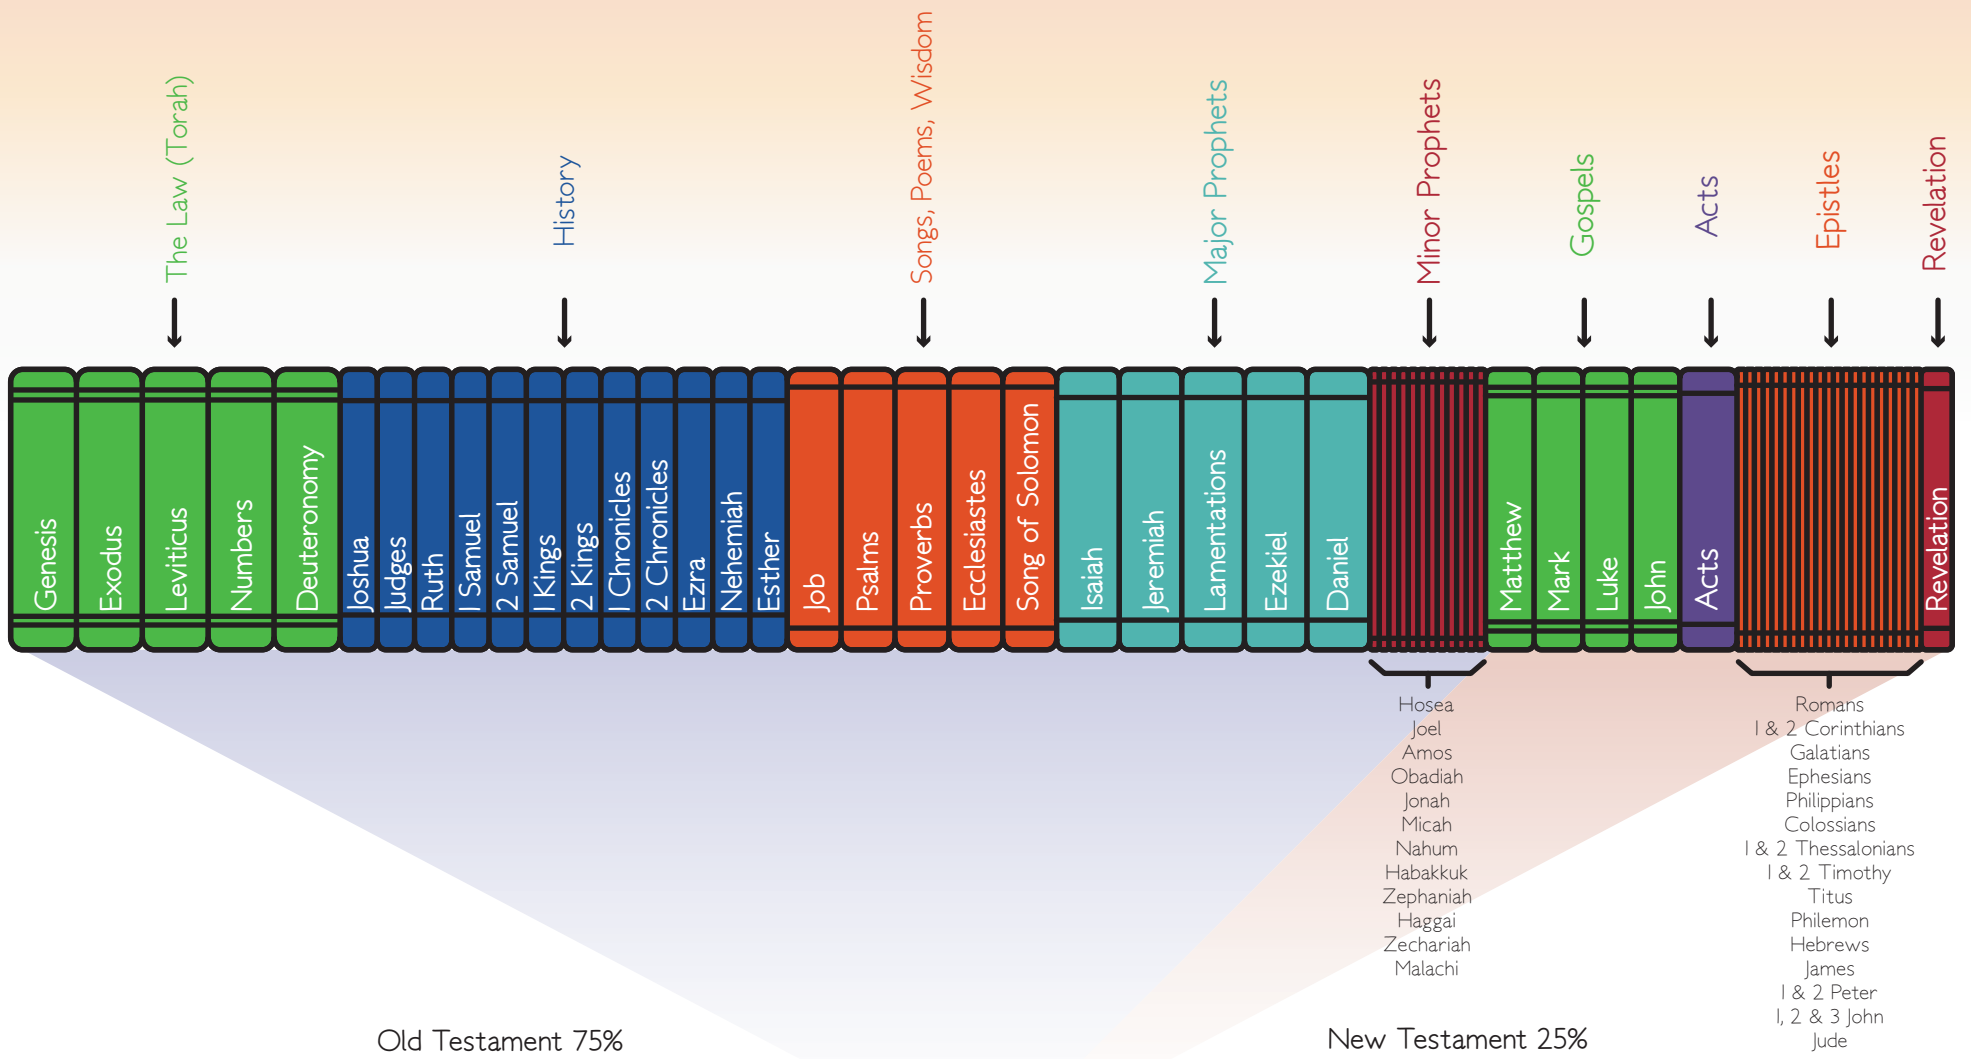 The Law (Torah)
History
Songs, Poems, Wisdom
Major Prophets
Minor Prophets
Gospels
Acts
Epistles
Revelation
Genesis
Exodus
Leviticus
Numbers
Deuteronomy
Joshua
Judges
Ruth
1 Samuel
2 Samuel
1 Kings
2 Kings
1 Chronicles
2 Chronicles
Ezra
Nehemiah
Esther
Job
Psalms
Proverbs
Ecclesiastes
Song of Solomon
Isaiah
Jeremiah
Lamentations
Ezekiel
Daniel
Matthew
Mark
Luke
John
Acts
Revelation
Hosea
Joel
Amos
Obadiah
Jonah
Micah
Nahum
Habakkuk
Zephaniah
Haggai
Zechariah
Malachi
Romans
1 & 2 Corinthians
Galatians
Ephesians
Philippians
Colossians
1 & 2 Thessalonians
1 & 2 Timothy
Titus
Philemon
Hebrews
James
1 & 2 Peter
1, 2 & 3 John
Jude
Old Testament 75%
New Testament 25%